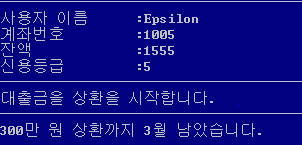 사용자 이름 :Epsilon
계좌번호 :1005
잔액 :1555
신용등급 :5
대출금을 상환을 시작합니다.
300만 원 상환까지 3월 남았습니다.